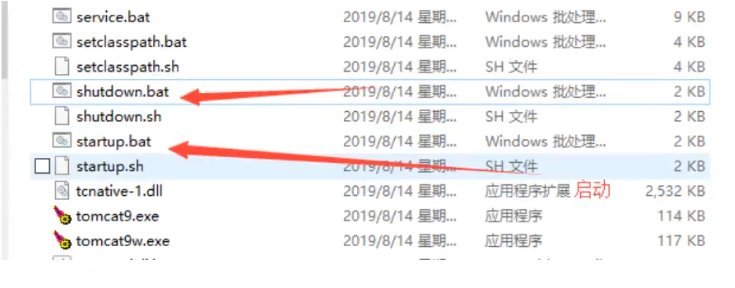 service.bat 2019/8/14 星期... Windows 批处理... 9 KB
setclasspath.bat 2019/8/14 星期... Windows 批处理... 4 KB
setclasspath.sh 2019/8/14 星期... SH 文件 4 KB
shutdown.bat 2019/8/14 星期... Windows 批处理... 2 KB
shutdown.sh 2019/8/14 星期... SH 文件 2 KB
startup.bat 2019/8/14 星期... Windows 批处理... 2 KB
startup.sh 2019/8/14 星期... SH 文件 2 KB
tcnative-1.dll 2019/8/14 星期... 应用程序扩展 启动 2,532 KB
tomcat9.exe 2019/8/14 星期... 应用程序 114 KB
tomcat9w.exe 2019/8/14 星期... 应用程序 117 KB